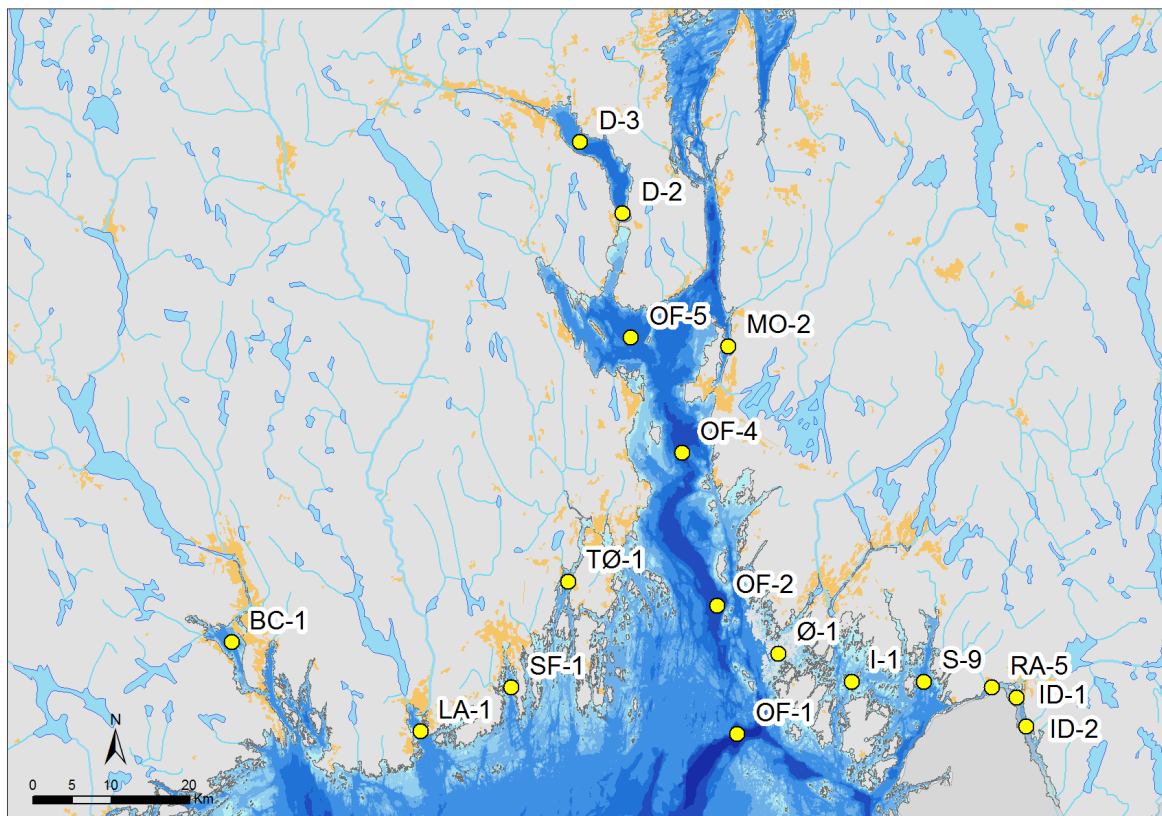 D-3
D-2
OF-5
MO-2
OF-4
TØ-1
OF-2
BC-1
Ø-1
SF-1
I-1
S-9
RA-5
ID-1
LA-1
OF-1
ID-2
N
0 5 10 20
Km